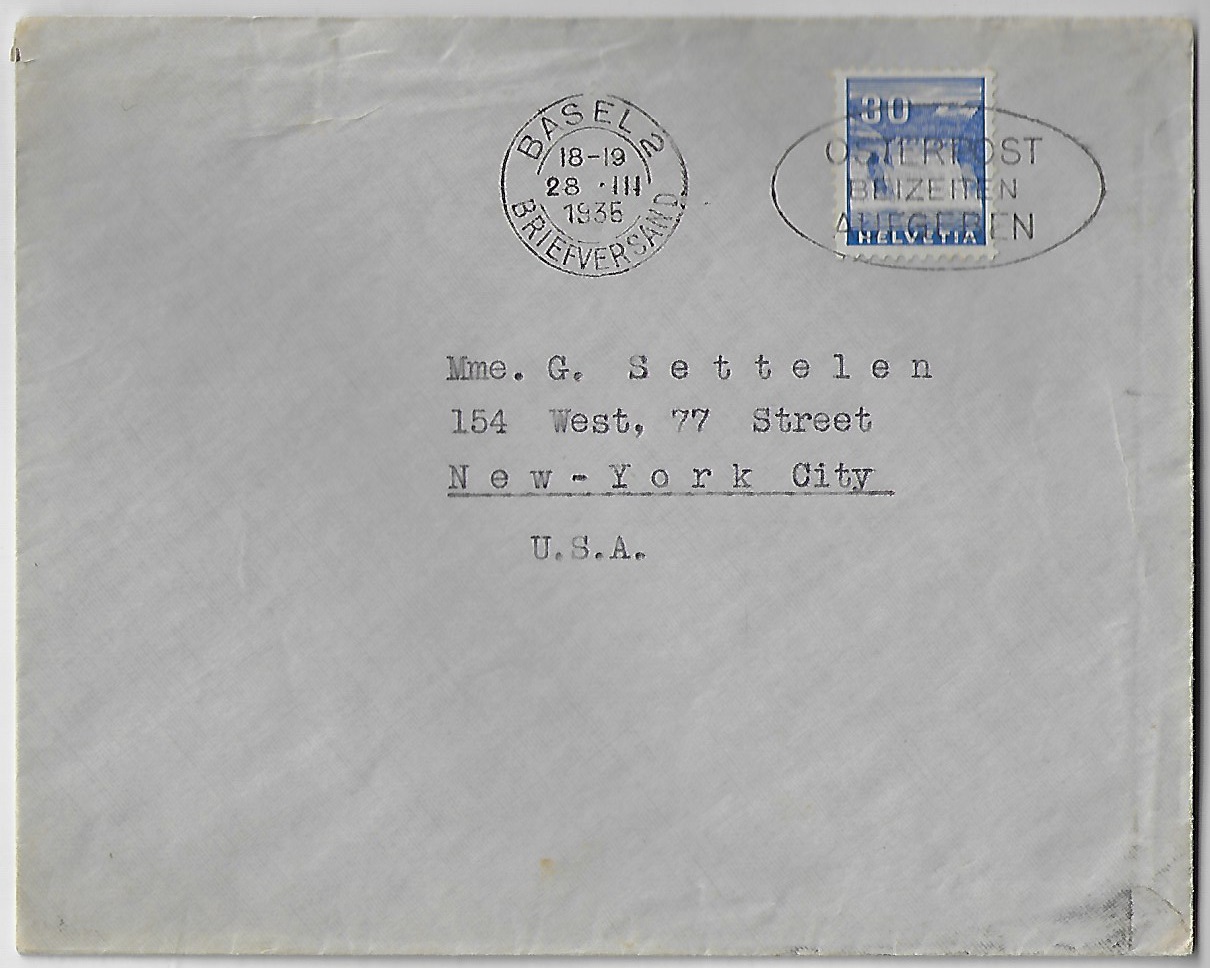 BASEL 2
18-19
28 · III
1936
BRIEFVERSAND
30
HELVETIA
OSTERPOST
BEIZEITEN
AUFGEBEN
Mme. G. Settelen
154 West, 77 Street
New-York City
U.S.A.